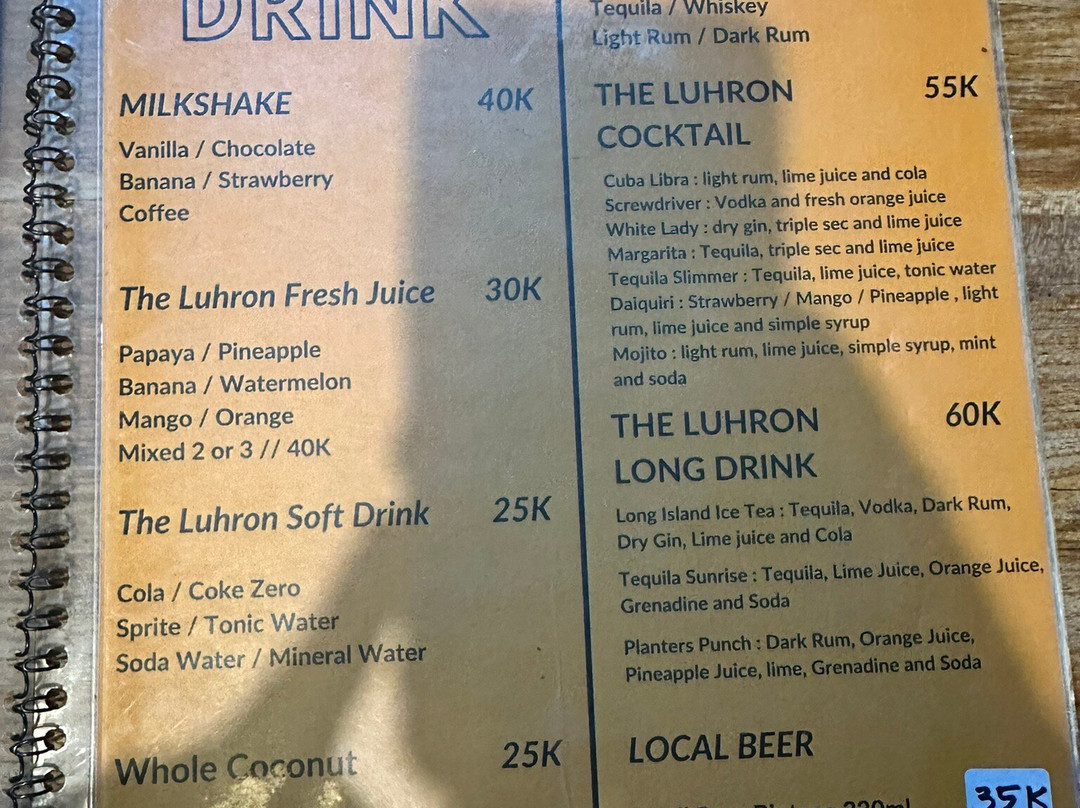 DRINK
MILKSHAKE 40K
Vanilla / Chocolate
Banana / Strawberry
Coffee
The Luhron Fresh Juice 30K
Papaya / Pineapple
Banana / Watermelon
Mango / Orange
Mixed 2 or 3 // 40K
The Luhron Soft Drink 25K
Cola / Coke Zero
Sprite / Tonic Water
Soda Water / Mineral Water
Whole Coconut 25K
Tequila / Whiskey
Light Rum / Dark Rum
THE LUHRON 55K
COCKTAIL
Cuba Libra : light rum, lime juice and cola
Screwdriver : Vodka and fresh orange juice
White Lady : dry gin, triple sec and lime juice
Margarita : Tequila, triple sec and lime juice
Tequila Slimmer : Tequila, lime juice, tonic water
Daiquiri : Strawberry / Mango / Pineapple , light
rum, lime juice and simple syrup
Mojito : light rum, lime juice, simple syrup, mint
and soda
THE LUHRON 60K
LONG DRINK
Long Island Ice Tea : Tequila, Vodka, Dark Rum,
Dry Gin, Lime juice and Cola
Tequila Sunrise : Tequila, Lime Juice, Orange Juice,
Grenadine and Soda
Planters Punch : Dark Rum, Orange Juice,
Pineapple Juice, lime, Grenadine and Soda
LOCAL BEER
35K